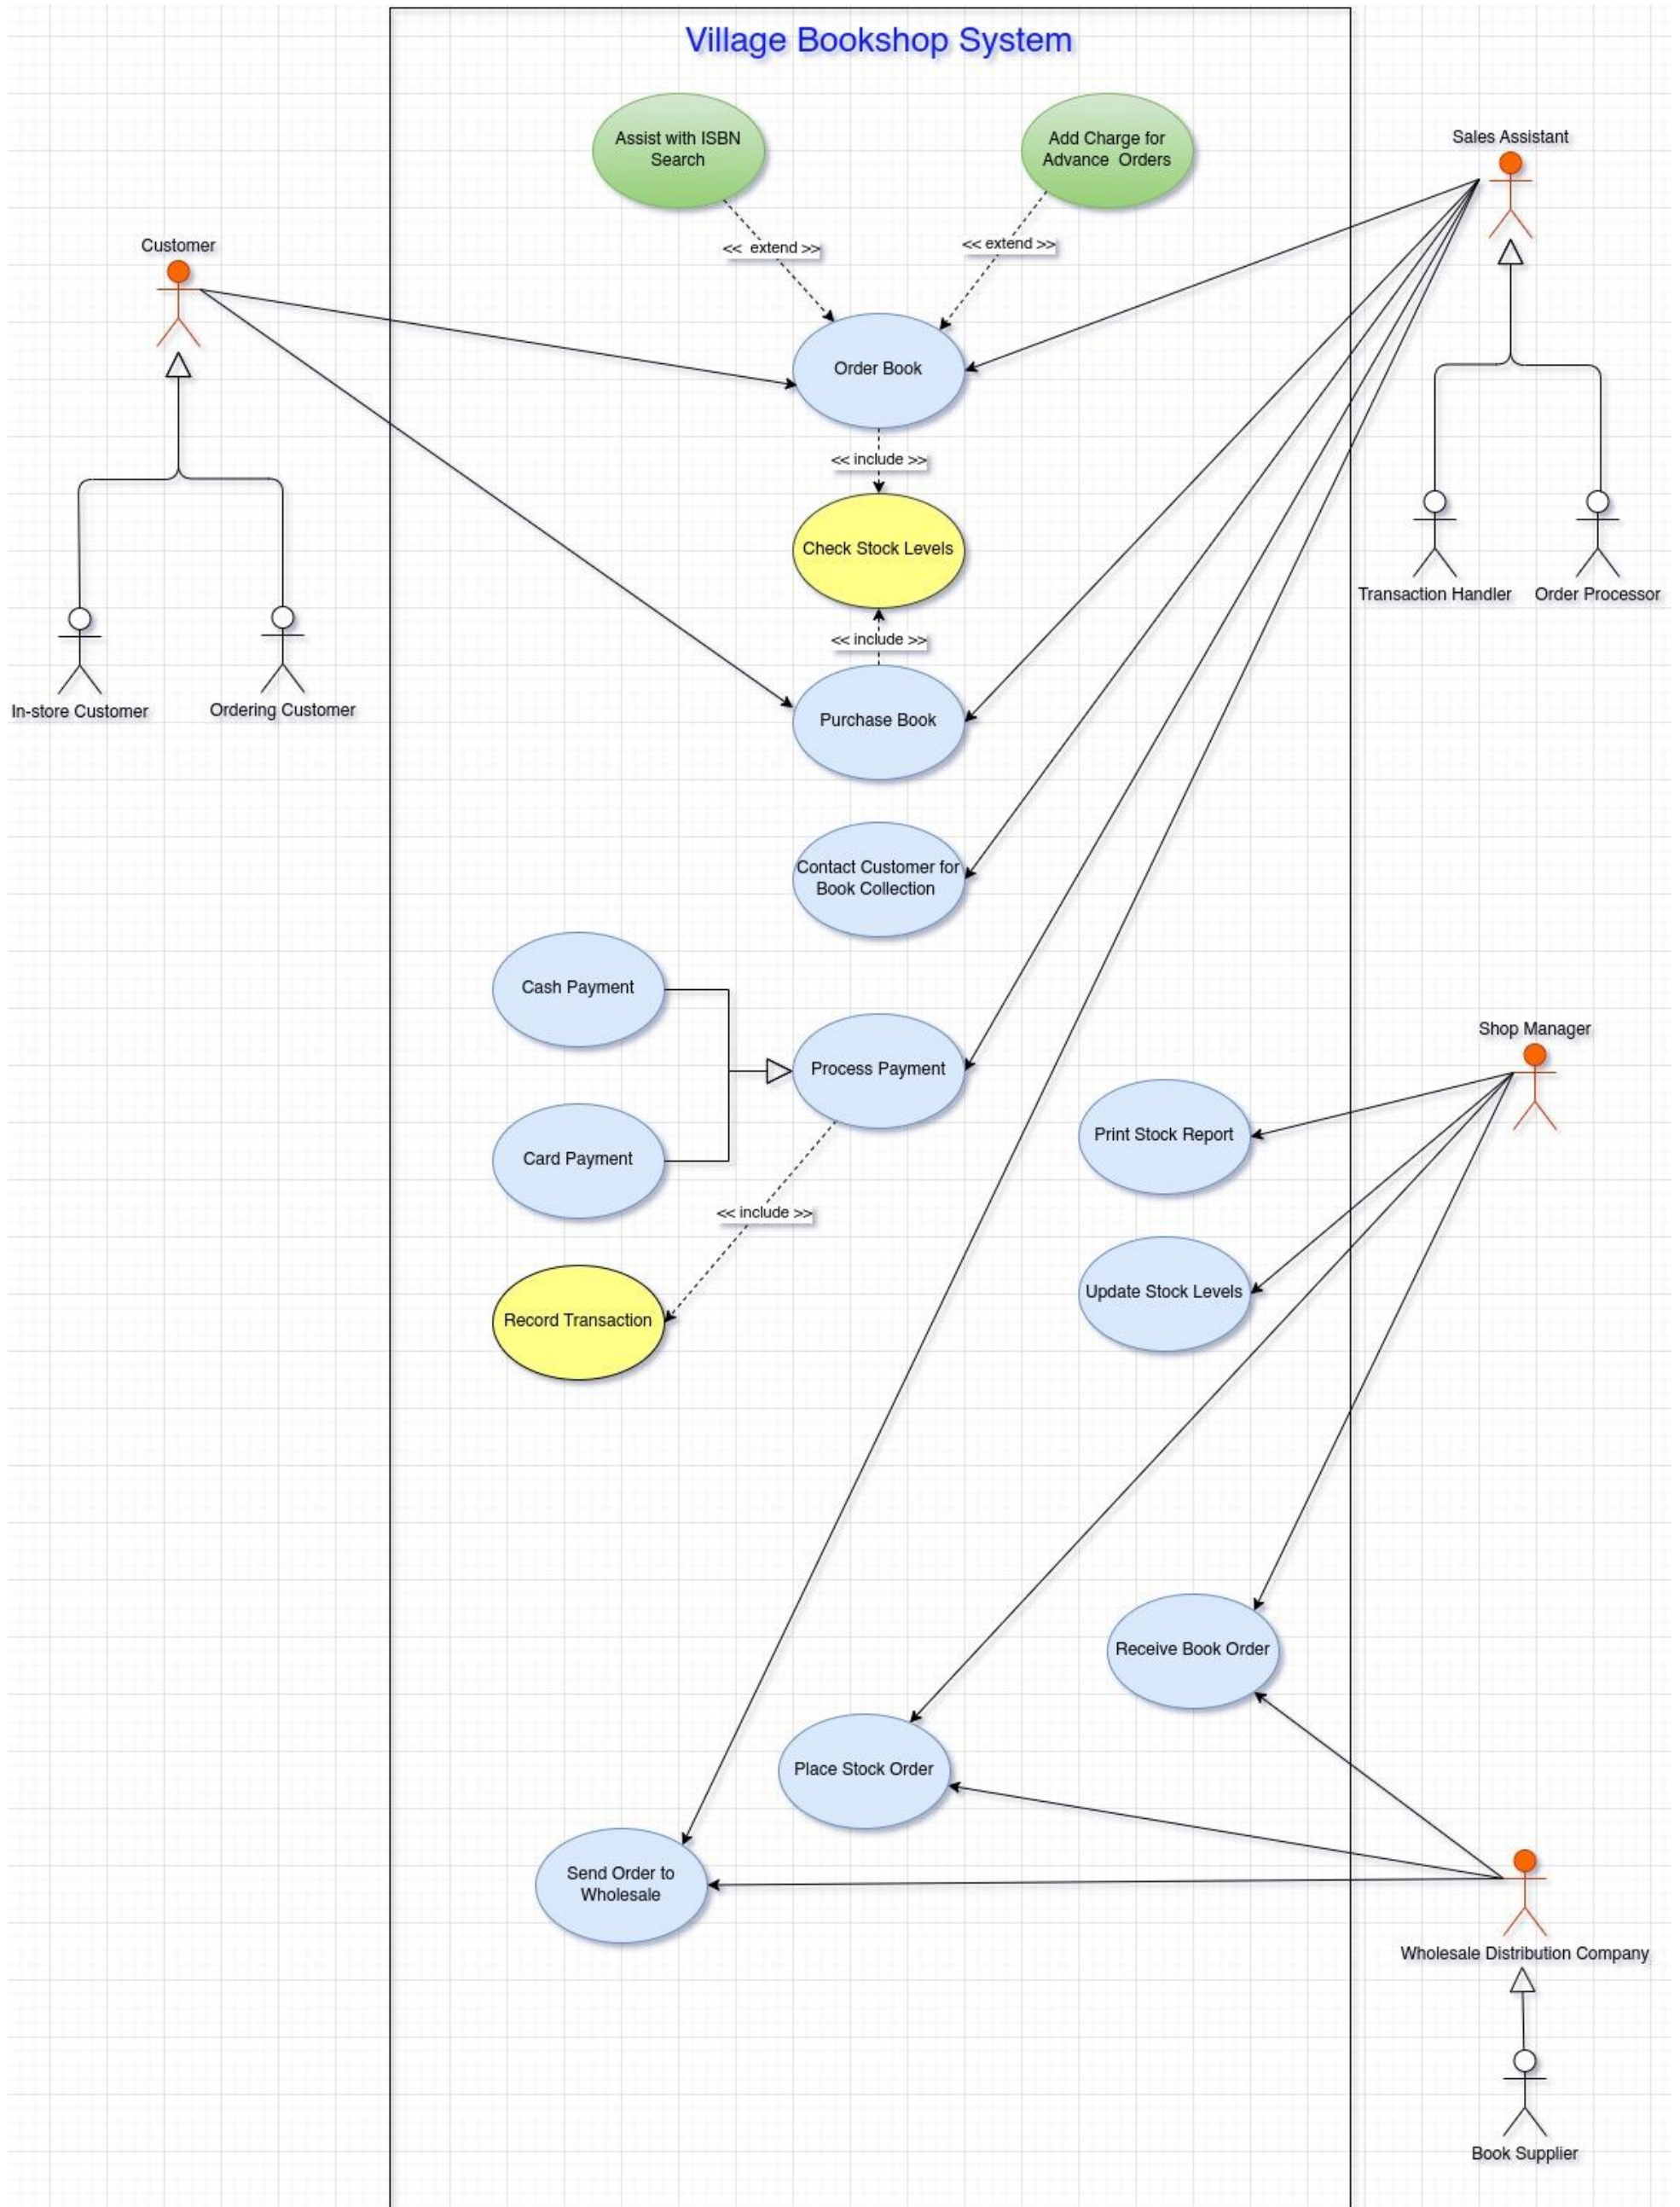 Village Bookshop System
Assist with ISBN
Search
Add Charge for
Advance Orders
Sales Assistant
<< extend >>
<< extend >>
Customer
Order Book
<< include >>
Check Stock Levels
Transaction Handler
Order Processor
<< include >>
In-store Customer
Ordering Customer
Purchase Book
Contact Customer for
Book Collection
Cash Payment
Process Payment
Shop Manager
Card Payment
Print Stock Report
<< include >>
Update Stock Levels
Record Transaction
Receive Book Order
Place Stock Order
Send Order to
Wholesale
Wholesale Distribution Company
Book Supplier